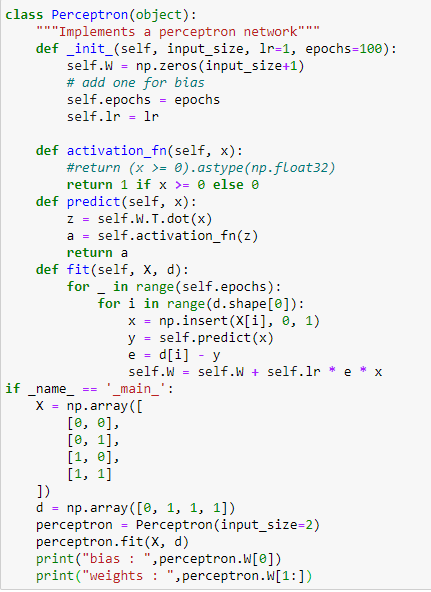 class Perceptron(object):
    """Implements a perceptron network"""
    def _init_(self, input_size, lr=1, epochs=100):
        self.W = np.zeros(input_size+1)
        # add one for bias
        self.epochs = epochs
        self.lr = lr

    def activation_fn(self, x):
        #return (x >= 0).astype(np.float32)
        return 1 if x >= 0 else 0
    def predict(self, x):
        z = self.W.T.dot(x)
        a = self.activation_fn(z)
        return a
    def fit(self, X, d):
        for _ in range(self.epochs):
            for i in range(d.shape[0]):
                x = np.insert(X[i], 0, 1)
                y = self.predict(x)
                e = d[i] - y
                self.W = self.W + self.lr * e * x
if _name_ == '_main_':
    X = np.array([
        [0, 0],
        [0, 1],
        [1, 0],
        [1, 1]
    ])
    d = np.array([0, 1, 1, 1])
    perceptron = Perceptron(input_size=2)
    perceptron.fit(X, d)
    print("bias : ",perceptron.W[0])
    print("weights : ",perceptron.W[1:])